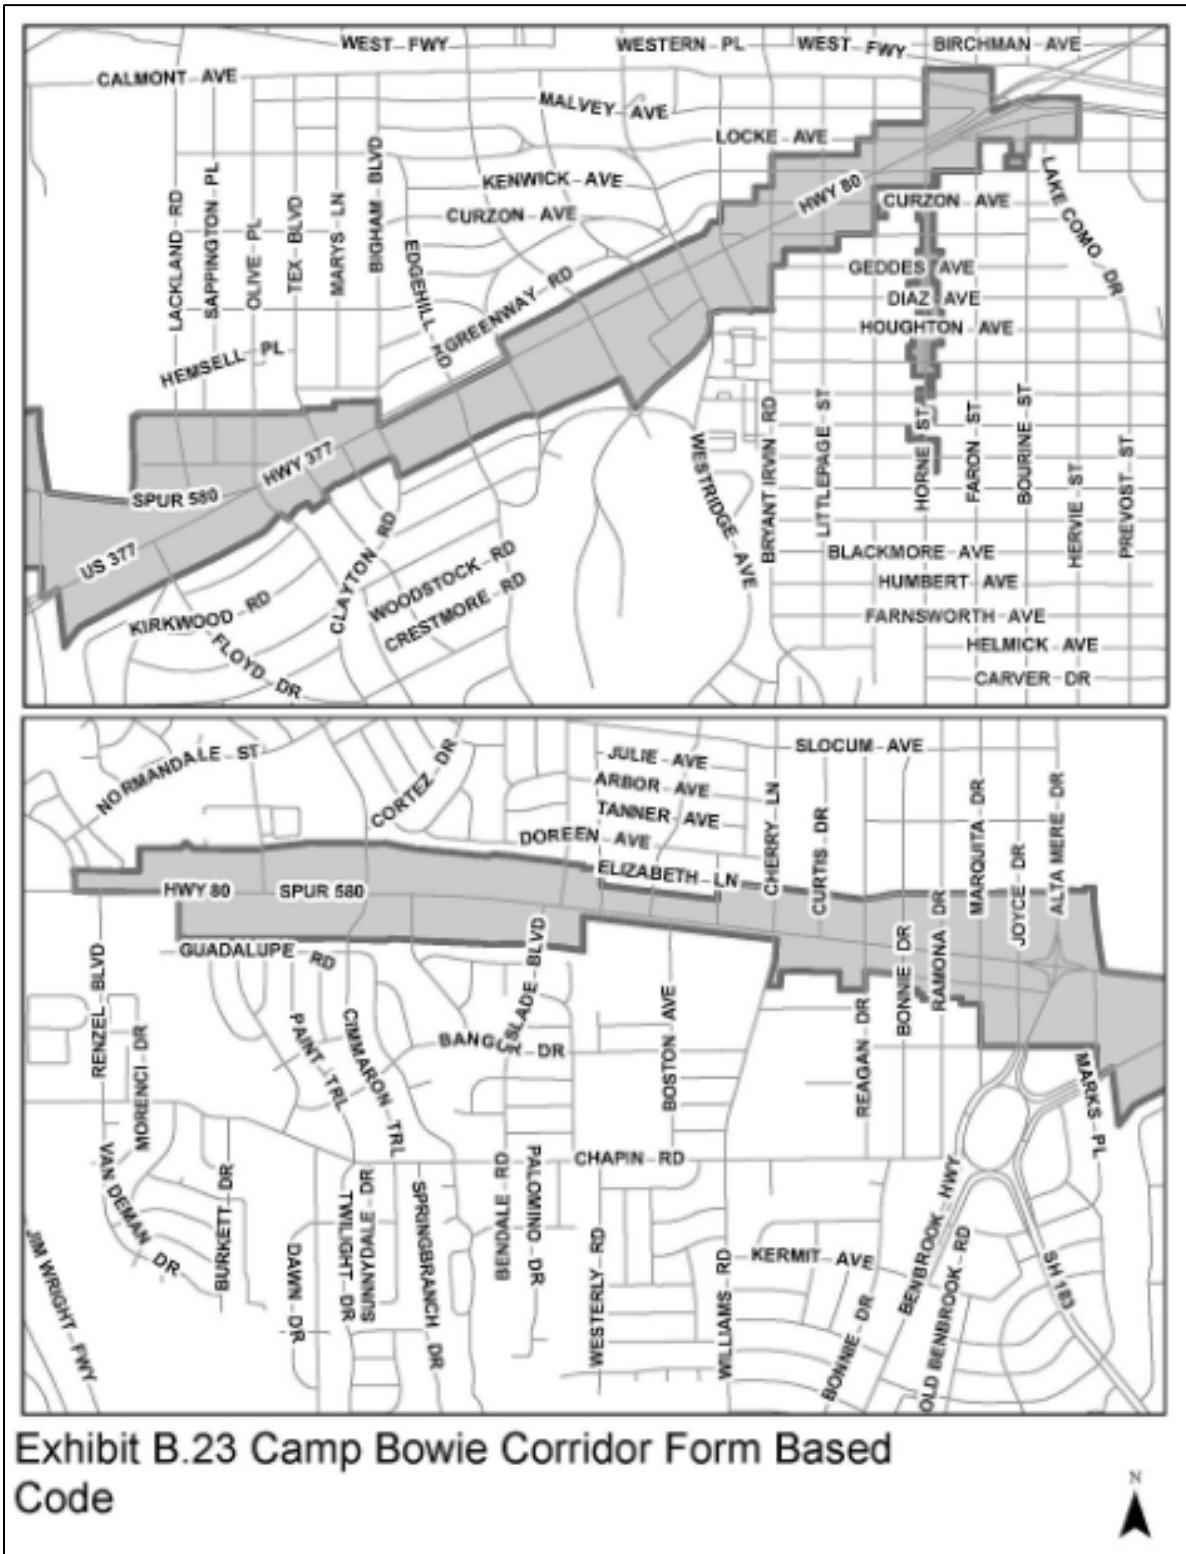 WEST FWY
WESTERN PL
WEST FWY
BIRCHMAN AVE
CALMONT AVE
MALVEY AVE
LOCKE AVE
KENWICK AVE
HWY 80
CURZON AVE
CURZON AVE
LAKE COMO DR
LACKLAND RD
SAPPINGTON PL
OLIVE PL
TEX BLVD
MARYS LN
BIGHAM BLVD
EDGEHILL RD
GREENWAY RD
GEDDES AVE
DIAZ AVE
HOUGHTON AVE
HEMSELL PL
HWY 377
SPUR 580
US 377
WESTRIDGE AVE
BRYANT IRVIN RD
LITTLEPAGE ST
HORNE ST
FARON ST
BOURINE ST
HERVIE ST
PREVOST ST
CLAYTON RD
WOODSTOCK RD
CRESTMORE RD
KIRKWOOD RD
FLOYD DR
BLACKMORE AVE
HUMBERT AVE
FARNSWORTH AVE
HELMICK AVE
CARVER DR
NORMANDALE ST
CORTEZ DR
JULIE AVE
ARBOR AVE
TANNER AVE
DOREEN AVE
ELIZABETH LN
SLOCUM AVE
CHERRY LN
CURTIS DR
MARQUITA DR
JOYCE DR
ALTA MERE DR
HWY 80
SPUR 580
GUADALUPE RD
SLADE BLVD
BONNIE DR
RAMONA DR
RENZEL BLVD
MORENCI DR
PAINT TRL
CIMMARON TRL
BANGOR DR
BOSTON AVE
REAGAN DR
MARKS PL
VAN DEMAN DR
BURKETT DR
DAWN DR
TWILIGHT DR
SUNNYDALE DR
SPRINGBRANCH DR
BENDALE RD
PALOMINO DR
CHAPIN RD
WESTERLY RD
WILLIAMS RD
KERMIT AVE
BONNIE DR
BENBROOK HWY
OLD BENBROOK RD
SH 183
JIM WRIGHT FWY
Exhibit B.23 Camp Bowie Corridor Form Based
Code
N